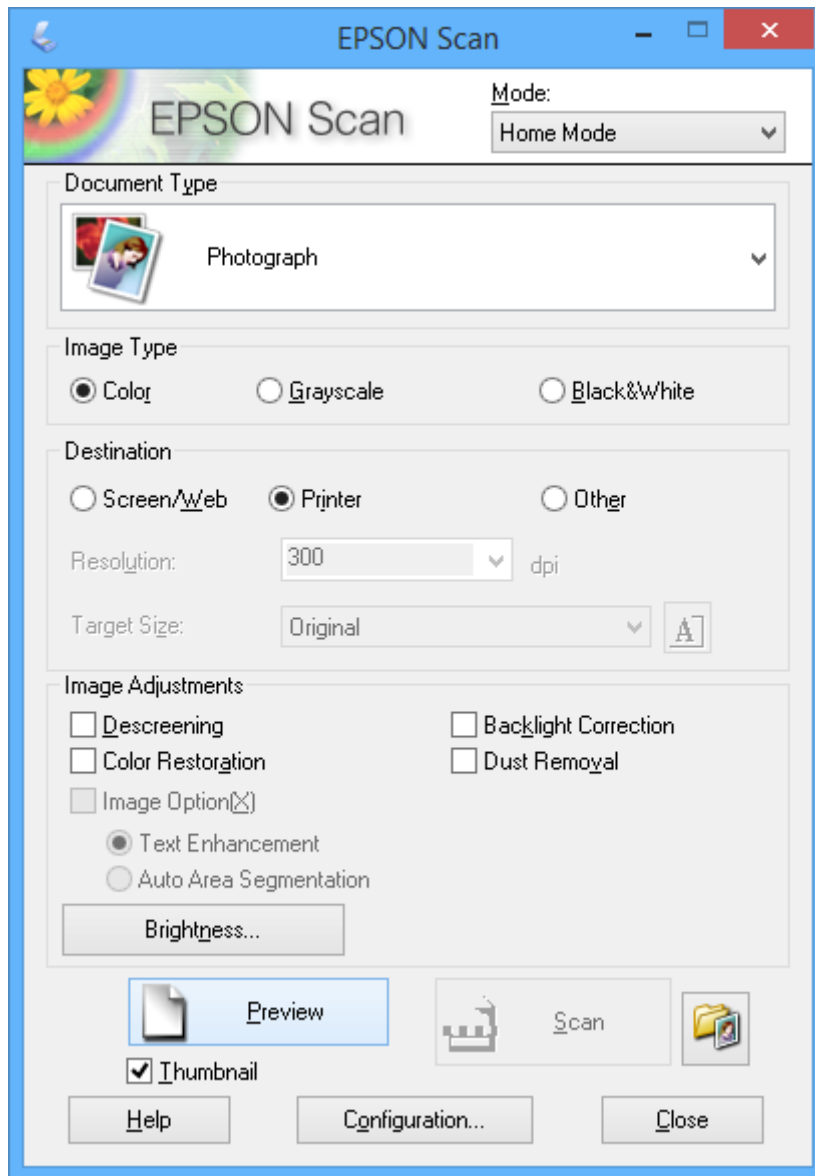 EPSON Scan
EPSON Scan
Mode:
Home Mode
Document Type
Photograph
Image Type
Color
Grayscale
Black&White
Destination
Screen/Web
Printer
Other
Resolution:
300
dpi
Target Size:
Original
A
Image Adjustments
Descreening
Backlight Correction
Color Restoration
Dust Removal
Image Option(X)
Text Enhancement
Auto Area Segmentation
Brightness...
Preview
Scan
Thumbnail
Help
Configuration...
Close